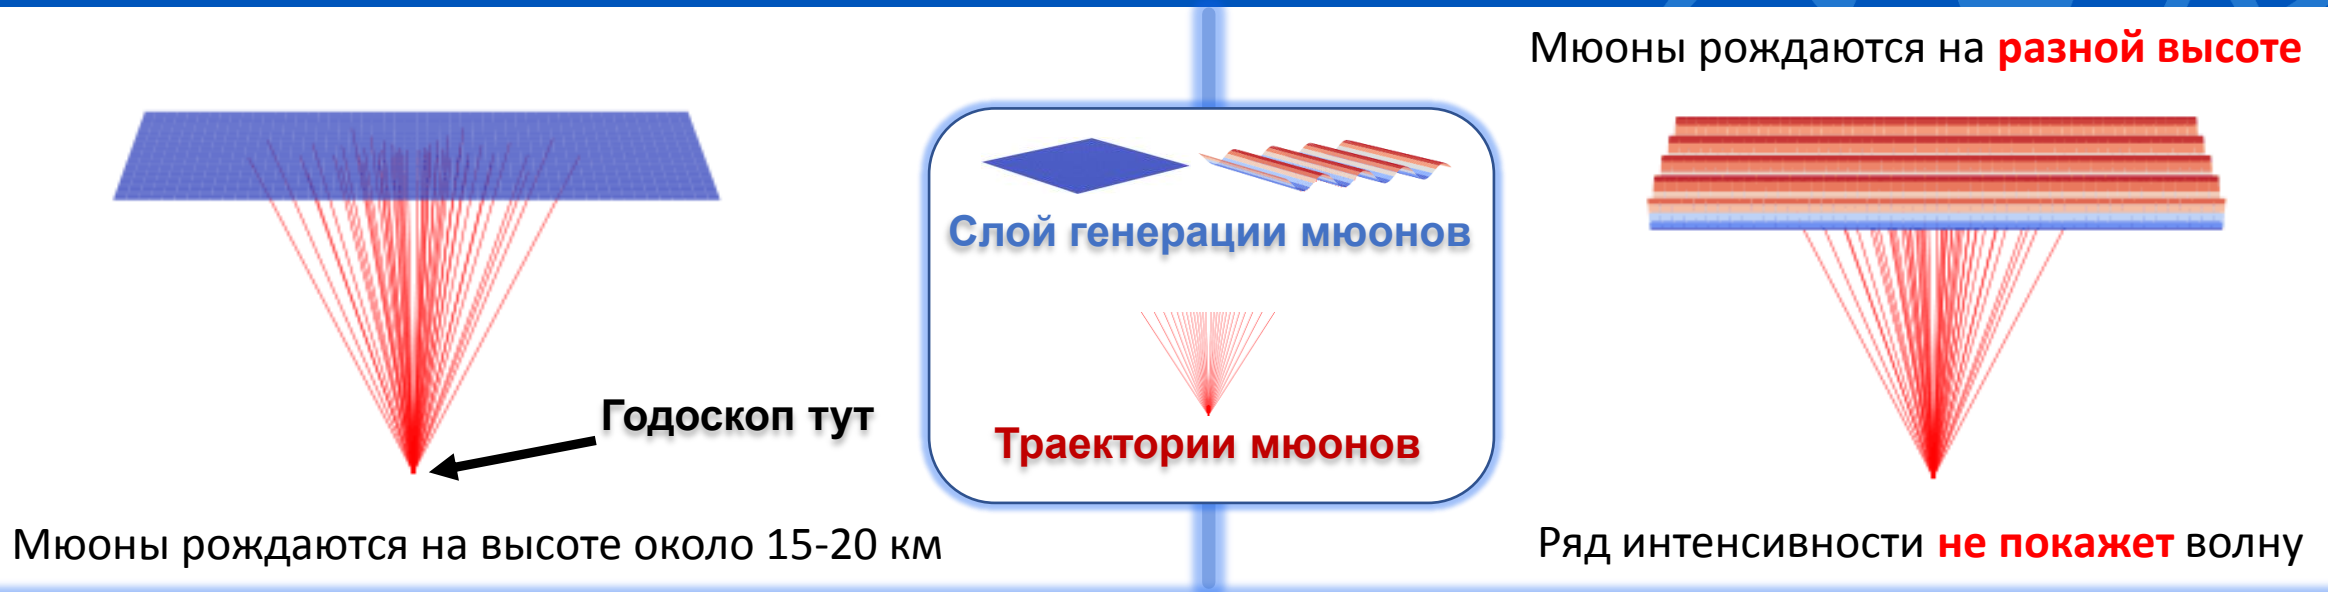 Мюоны рождаются на разной высоте
Слой генерации мюонов
Годоскоп тут
Траектории мюонов
Мюоны рождаются на высоте около 15-20 км
Ряд интенсивности не покажет волну